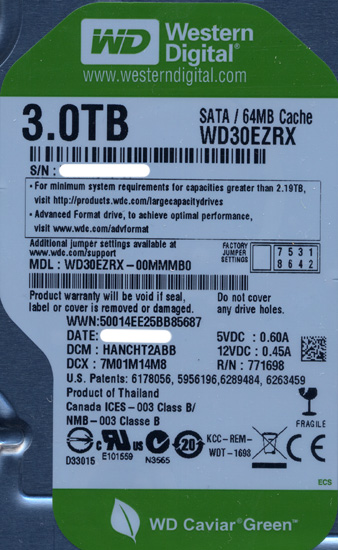 WD Western Digital®
www.westerndigital.com
3.0TB
SATA / 64MB Cache
WD30EZRX
S/N :
· For minimum system requirements for capacities greater than 2.19TB,
visit http://products.wdc.com/largecapacitydrives
· Advanced Format drive, to achieve optimal performance,
visit www.wdc.com/advformat
Additional jumper settings available at
www.wdc.com/support
FACTORY JUMPER SETTINGS
7 5 3 1
8 6 4 2
MDL : WD30EZRX-00MMMB0
Product warranty will be void if seal,
label or cover is removed or damaged.
Do not cover
any drive holes.
WWN:50014EE25BB85687
DATE:
5VDC : 0.60A
DCM : HANCHT2ABB
12VDC : 0.45A
DCX : 7M01M14M8
R/N : 771698
U.S. Patents: 6178056, 5956196,6289484, 6263459
Product of Thailand
Canada ICES - 003 Class B/
NMB -003 Classe B
FRAGILE
D33015
E101559
N3565
20
KCC-REM-
WDT-1698
CE
ECS
WD Caviar® Green™